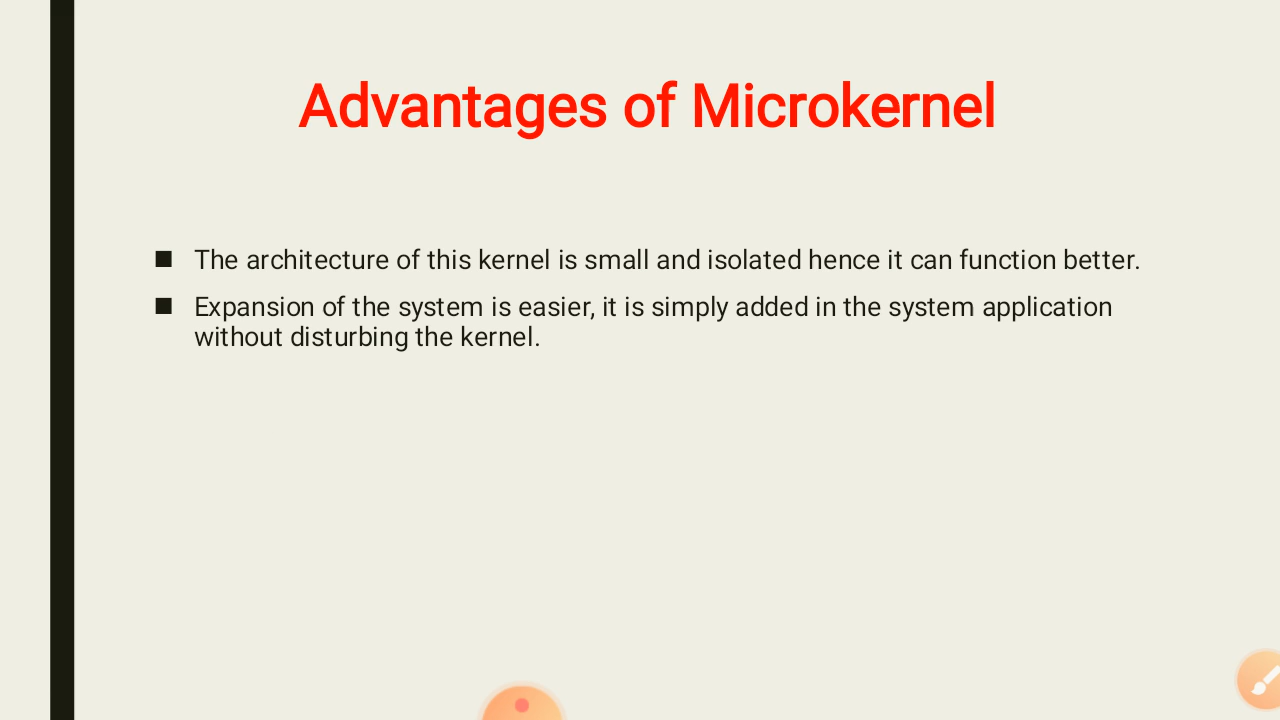 Advantages of Microkernel
The architecture of this kernel is small and isolated hence it can function better.
Expansion of the system is easier, it is simply added in the system application
without disturbing the kernel.